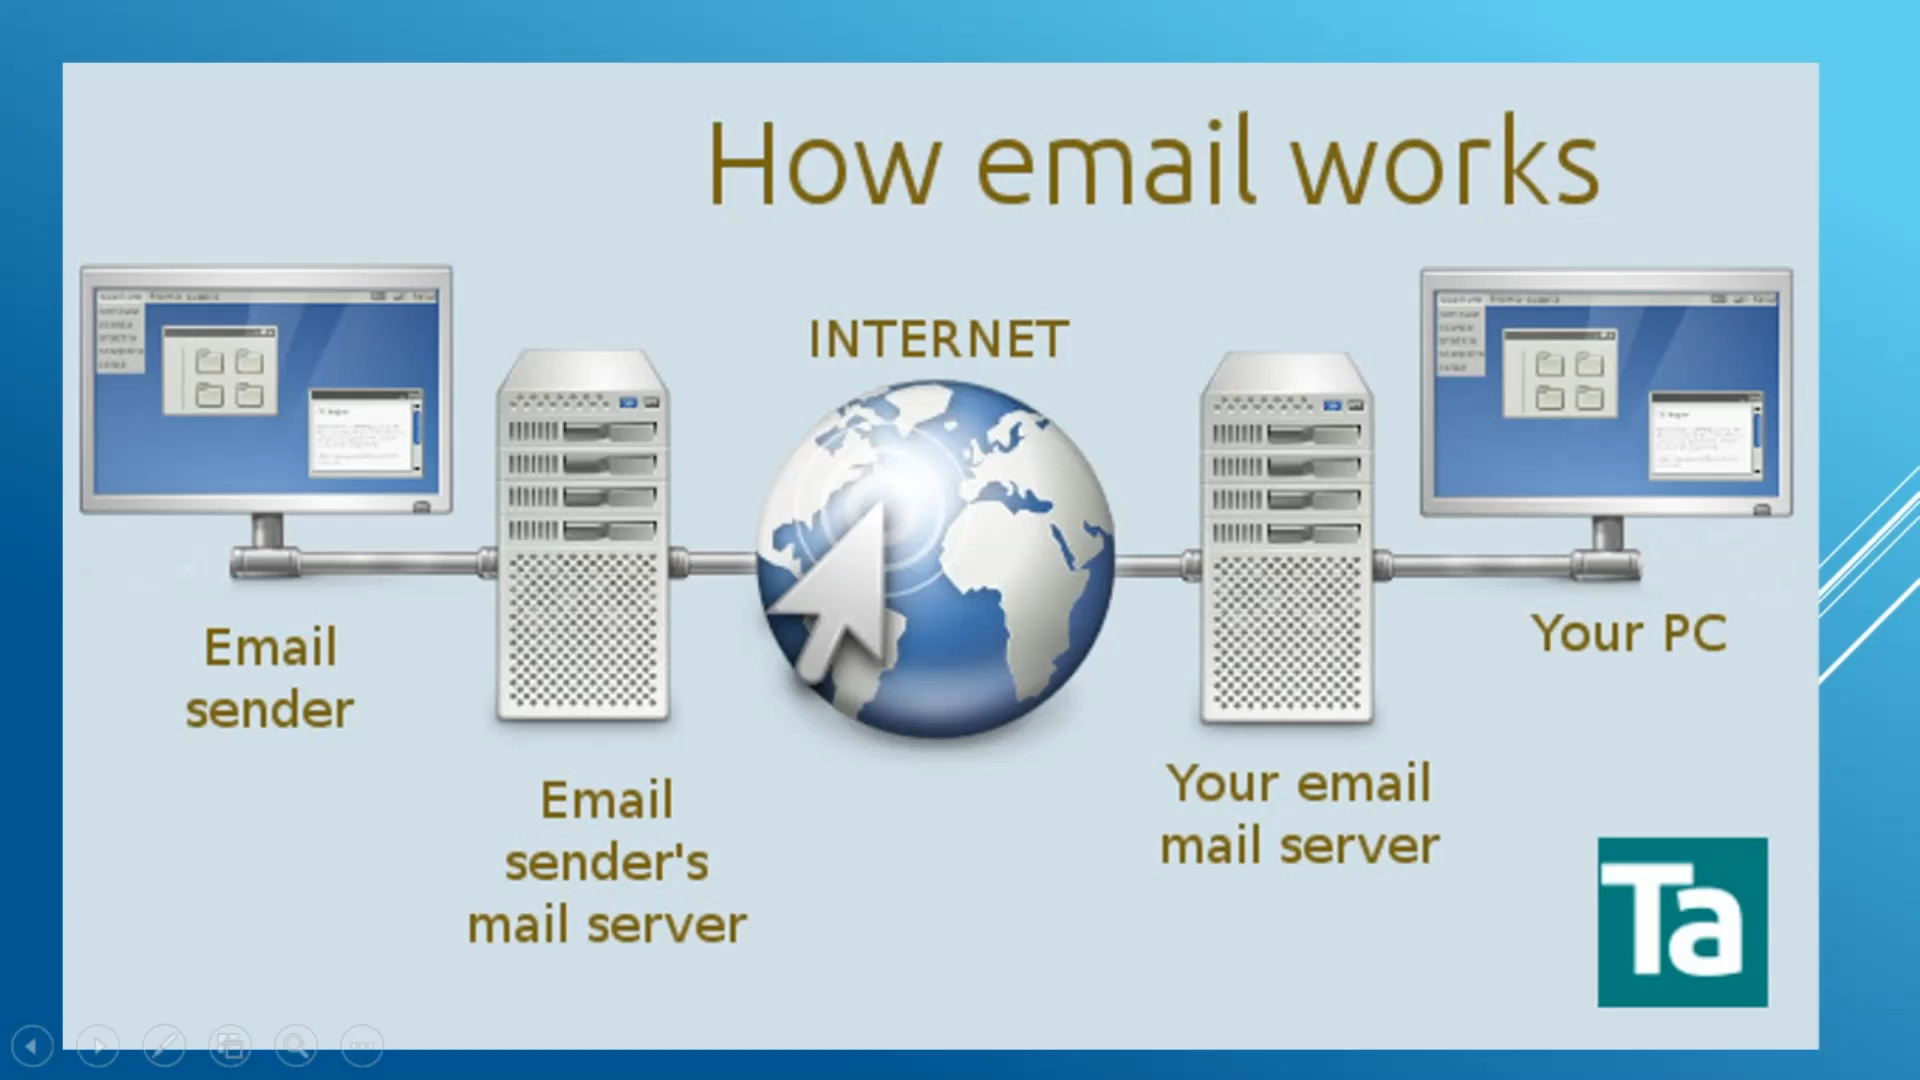 How email works
INTERNET
Email
sender
Email
sender's
mail server
Your email
mail server
Your PC
Ta